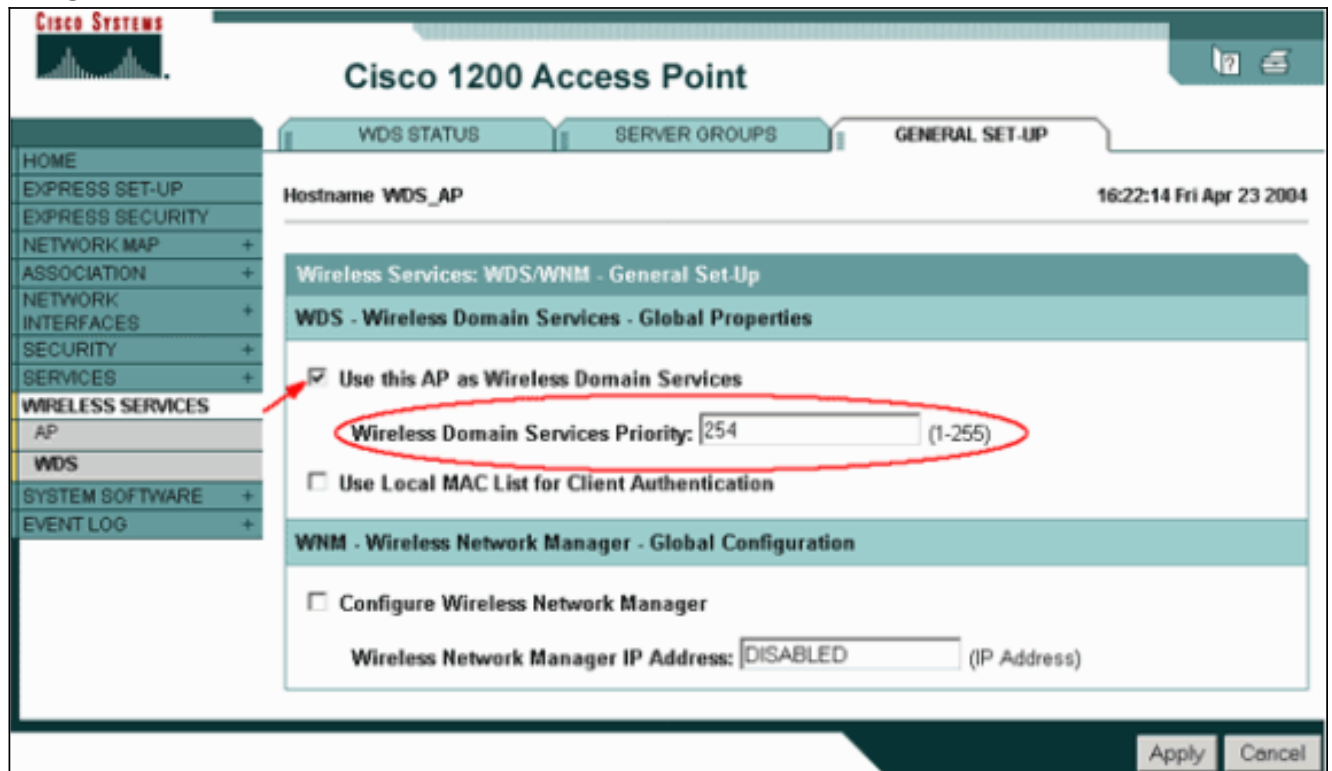 CISCO SYSTEMS
Cisco 1200 Access Point
WDS STATUS
SERVER GROUPS
GENERAL SET-UP
HOME
EXPRESS SET-UP
EXPRESS SECURITY
NETWORK MAP +
ASSOCIATION +
NETWORK
INTERFACES +
SECURITY +
SERVICES +
WIRELESS SERVICES
AP
WDS
SYSTEM SOFTWARE +
EVENT LOG +
Hostname WDS_AP
16:22:14 Fri Apr 23 2004
Wireless Services: WDS/WNM - General Set-Up
WDS - Wireless Domain Services - Global Properties
Use this AP as Wireless Domain Services
Wireless Domain Services Priority: 254 (1-255)
Use Local MAC List for Client Authentication
WNM - Wireless Network Manager - Global Configuration
Configure Wireless Network Manager
Wireless Network Manager IP Address: DISABLED (IP Address)
Apply
Cancel